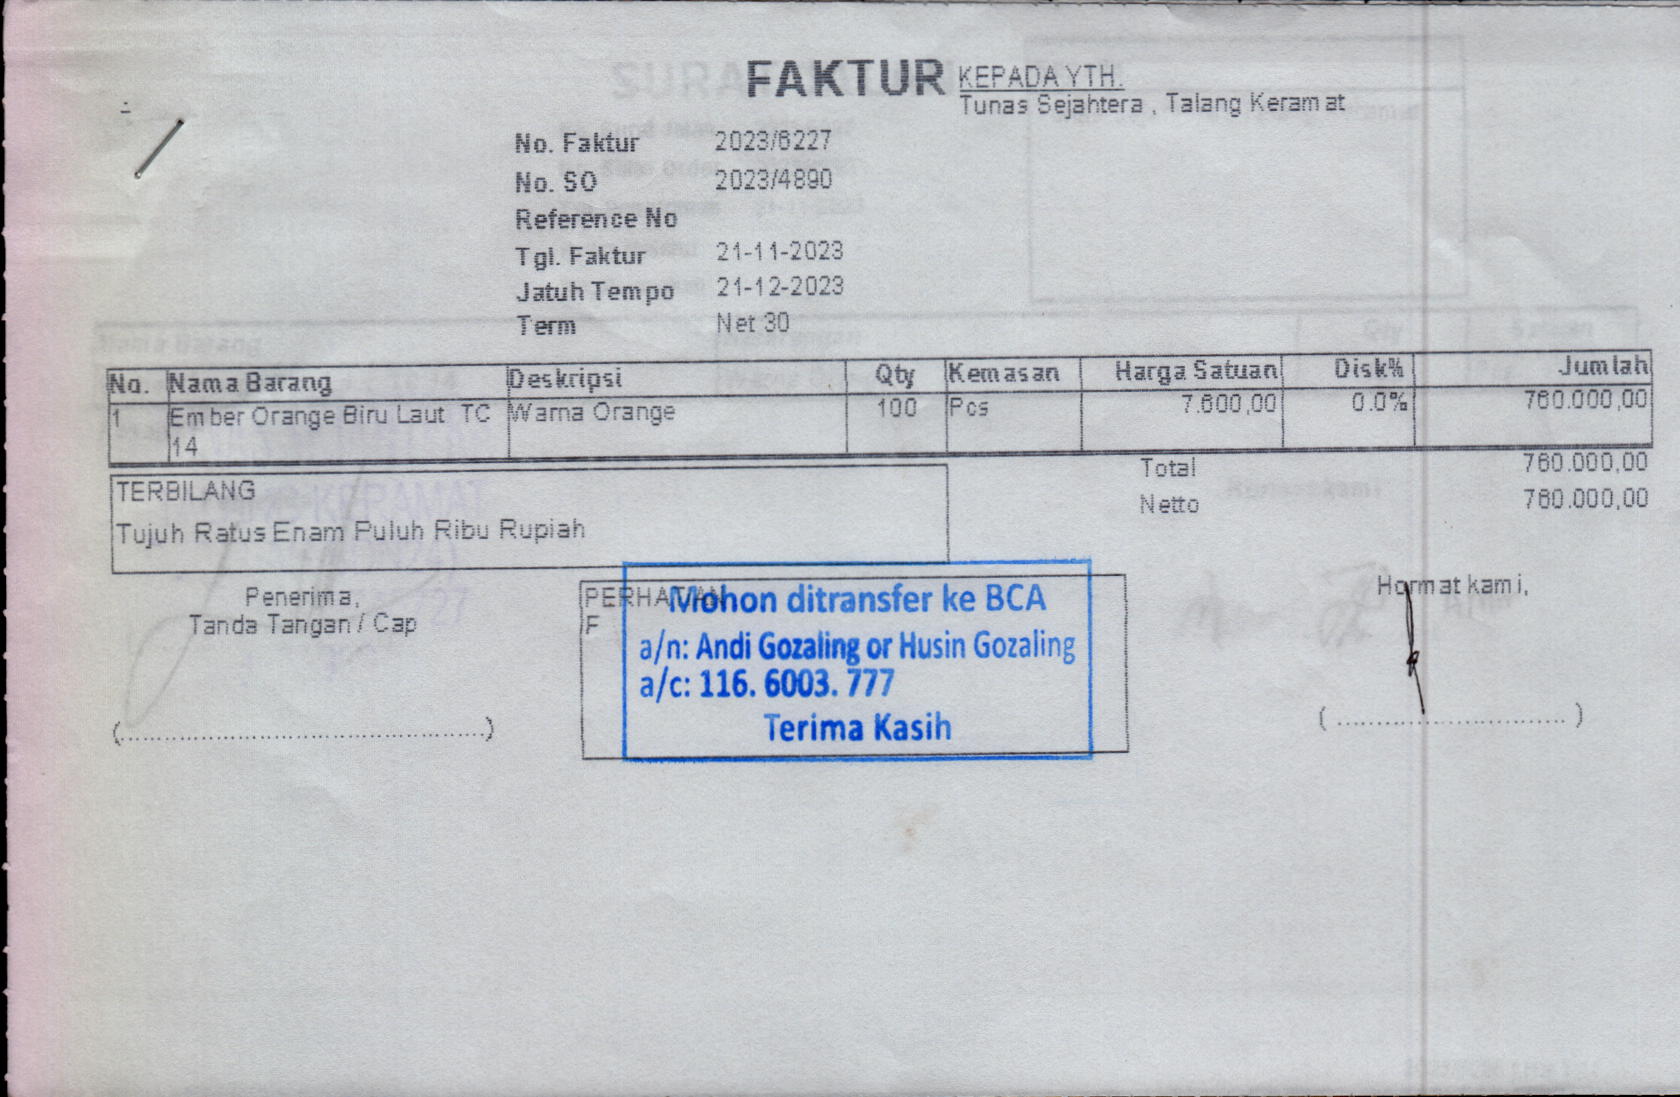 FAKTUR
KEPADA YTH.
Tunas Sejahtera , Talang Keramat
No. Faktur 2023/6227
No. SO 2023/4890
Reference No
Tgl. Faktur 21-11-2023
Jatuh Tempo 21-12-2023
Term Net 30
No. Nama Barang Deskripsi Qty Kemasan Harga Satuan Disk% Jumlah
1 Ember Orange Biru Laut TC Warna Orange 100 Pcs 7.600,00 0.0% 760.000,00
14
Total 760.000,00
Netto 760.000,00
TERBILANG
Tujuh Ratus Enam Puluh Ribu Rupiah
Penerima,
Tanda Tangan / Cap
(................................................)
PERHATIAN
F
Mohon ditransfer ke BCA
a/n: Andi Gozaling or Husin Gozaling
a/c: 116. 6003. 777
Terima Kasih
Hormat kami,
( .............................. )